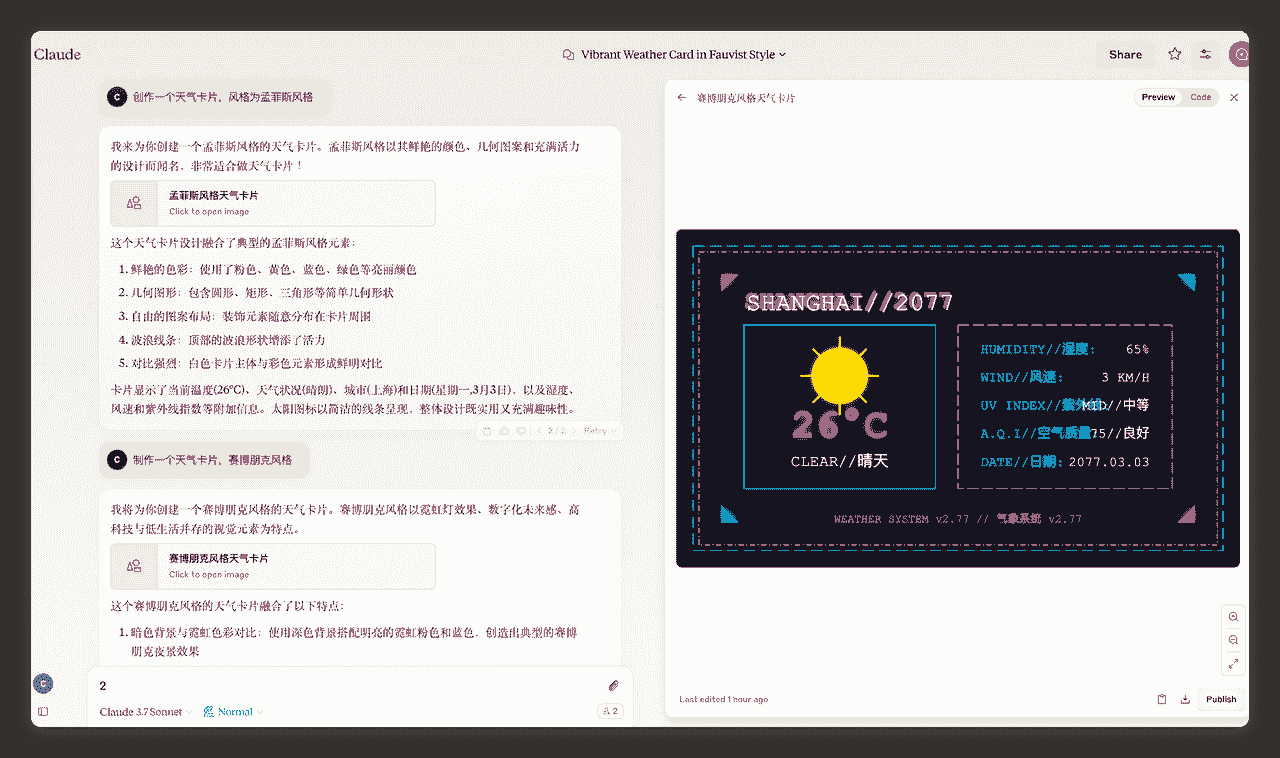 Claude
Vibrant Weather Card in Fauvist Style
Share
C
创作一个天气卡片，风格为孟菲斯风格
我来为你创建一个孟菲斯风格的天气卡片。孟菲斯风格以其鲜艳的颜色、几何图案和充满活力
的设计而闻名，非常适合做天气卡片！
孟菲斯风格天气卡片
Click to open image
这个天气卡片设计融合了典型的孟菲斯风格元素：
1. 鲜艳的色彩：使用了粉色、黄色、蓝色、绿色等亮丽颜色
2. 几何图形：包含圆形、矩形、三角形等简单几何形状
3. 自由的图案布局：装饰元素随意分布在卡片周围
4. 波浪线条：顶部的波浪形状增添了活力
5. 对比强烈：白色卡片主体与彩色元素形成鲜明对比
卡片显示了当前温度(26°C)、天气状况(晴朗)、城市(上海)和日期(星期一,3月3日)，以及湿度、
风速和紫外线指数等附加信息。太阳图标以简洁的线条呈现，整体设计既实用又充满趣味性。
2 / 2
Retry
C
制作一个天气卡片，赛博朋克风格
我将为你创建一个赛博朋克风格的天气卡片。赛博朋克风格以霓虹灯效果、数字化未来感、高
科技与低生活并存的视觉元素为特点。
赛博朋克风格天气卡片
Click to open image
这个赛博朋克风格的天气卡片融合了以下特点：
1. 暗色背景与霓虹色彩对比：使用深色背景搭配明亮的霓虹粉色和蓝色，创造出典型的赛博
朋克夜景效果
C
2
Claude 3.7 Sonnet
Normal
2
赛博朋克风格天气卡片
Preview
Code
SHANGHAI//2077
26°C
CLEAR//晴天
HUMIDITY//湿度: 65%
WIND//风速: 3 KM/H
UV INDEX//紫外线: MID//中等
A.Q.I//空气质量 75//良好
DATE//日期: 2077.03.03
WEATHER SYSTEM v2.77 // 气象系统 v2.77
Last edited 1 hour ago
Publish